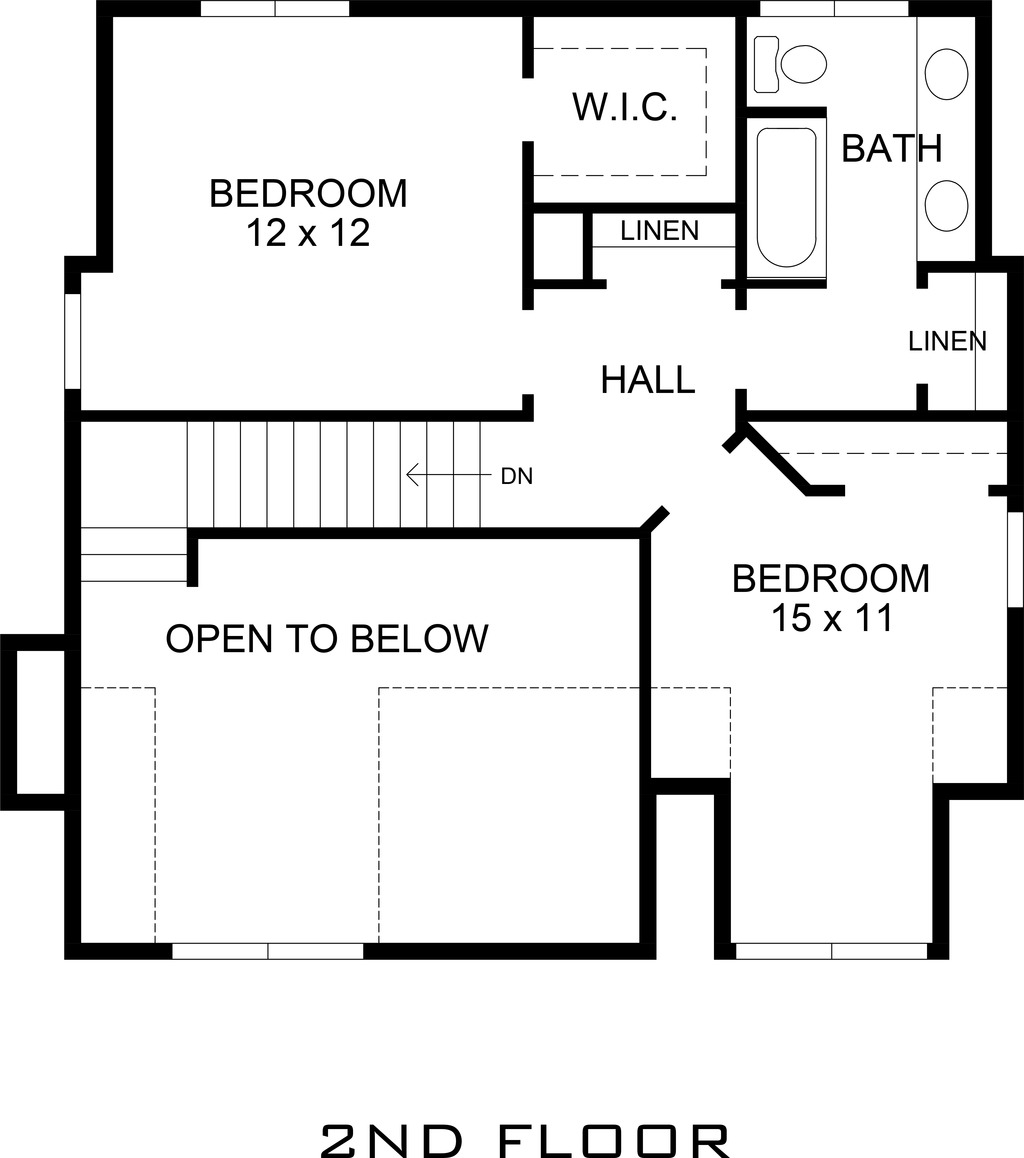 W.I.C.
BATH
BEDROOM
12 x 12
LINEN
LINEN
HALL
DN
BEDROOM
15 x 11
OPEN TO BELOW
2ND FLOOR